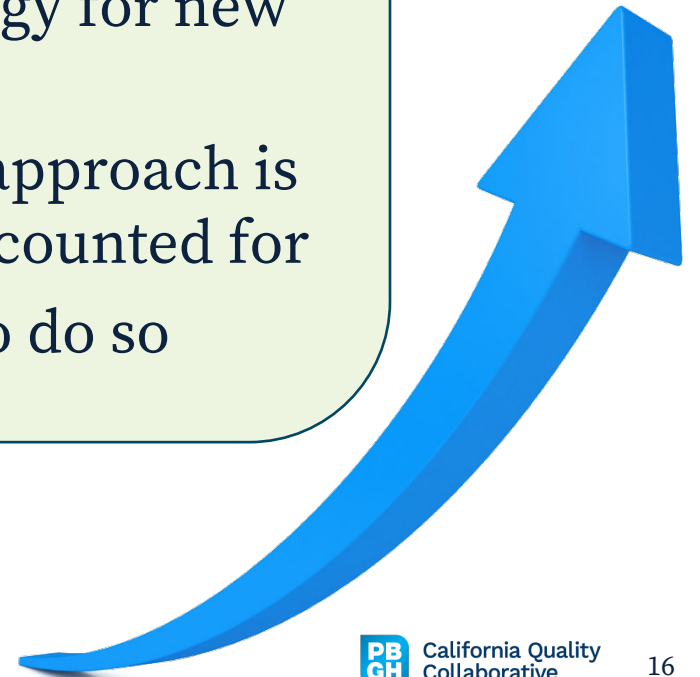 gy for new
approach is
counted for
o do so
PB
GH
California Quality
Collaborative
16